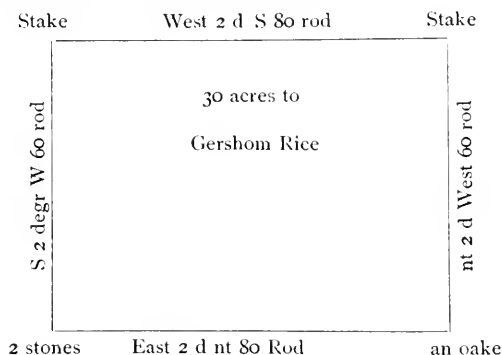 Stake West 2 d S 80 rod Stake
30 acres to
Gershom Rice
S 2 degr W 60 rod
nt 2 d West 60 rod
2 stones East 2 d nt 80 Rod an oake